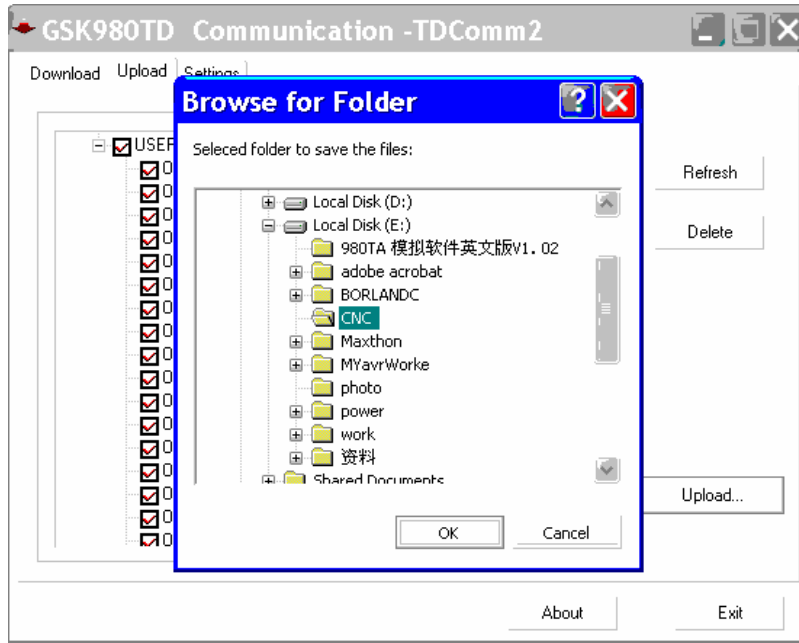 GSK980TD Communication -TDComm2
Download Upload Settings
Browse for Folder
Seleced folder to save the files:
USER
Local Disk (D:)
Local Disk (E:)
980TA 模拟软件英文版V1.02
adobe acrobat
BORLANDC
CNC
Maxthon
MYavrWorke
photo
power
work
资料
Shared Documents
OK Cancel
Refresh
Delete
Upload...
About Exit